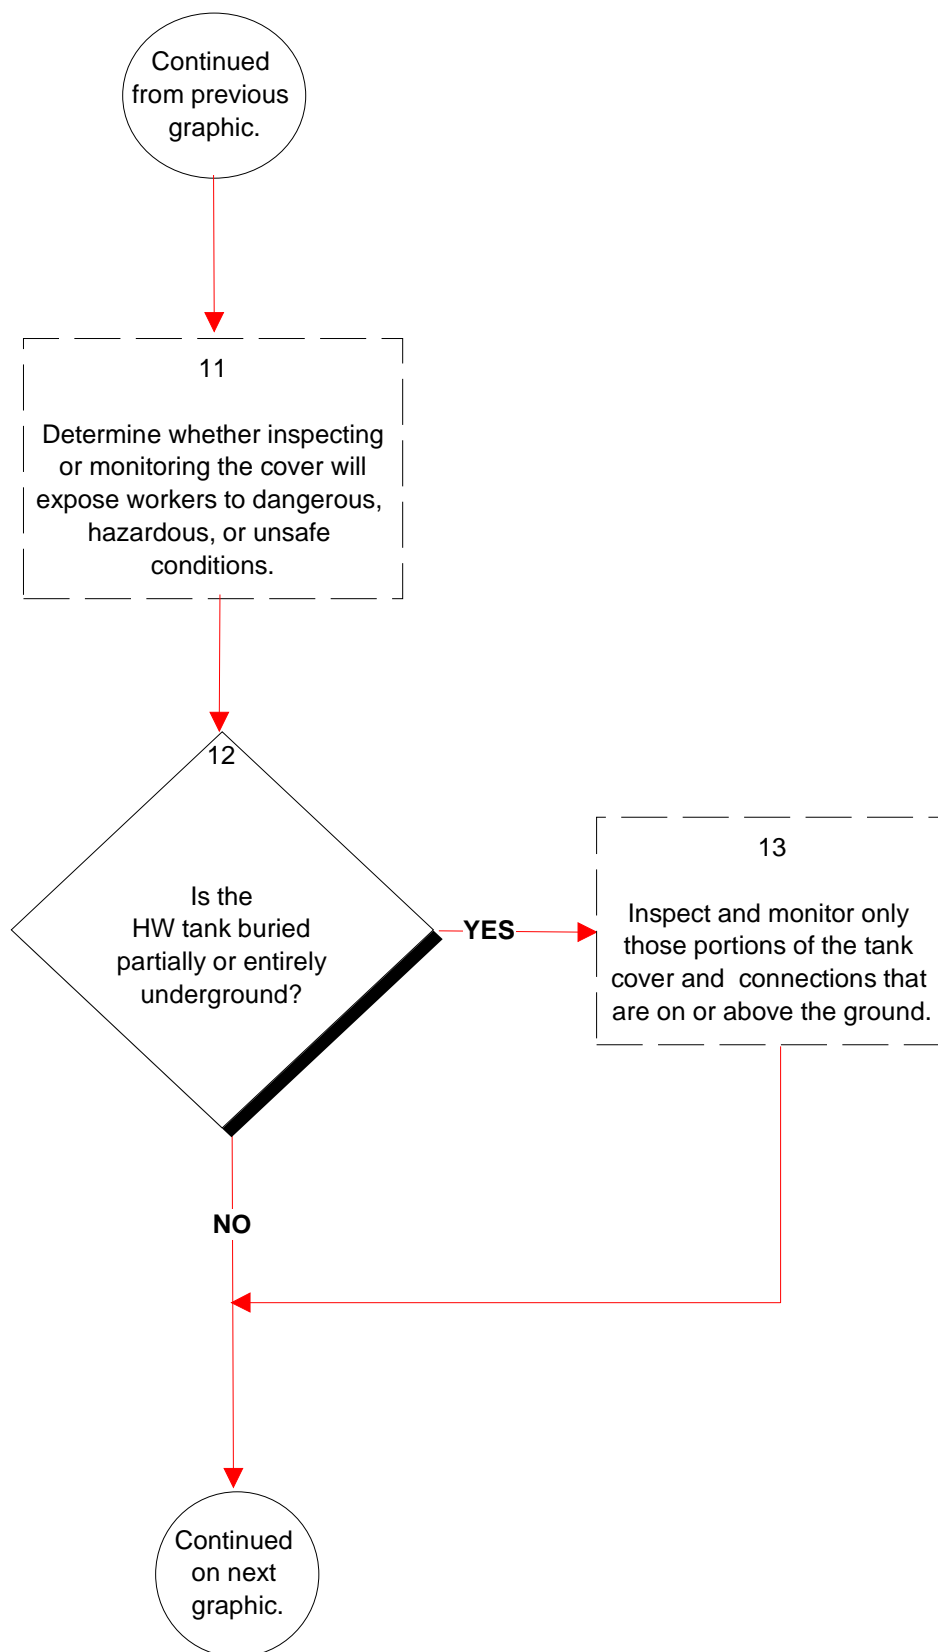 Continued
from previous
graphic.
11
Determine whether inspecting
or monitoring the cover will
expose workers to dangerous,
hazardous, or unsafe
conditions.
12
Is the
HW tank buried
partially or entirely
underground?
YES
13
Inspect and monitor only
those portions of the tank
cover and connections that
are on or above the ground.
NO
Continued
on next
graphic.